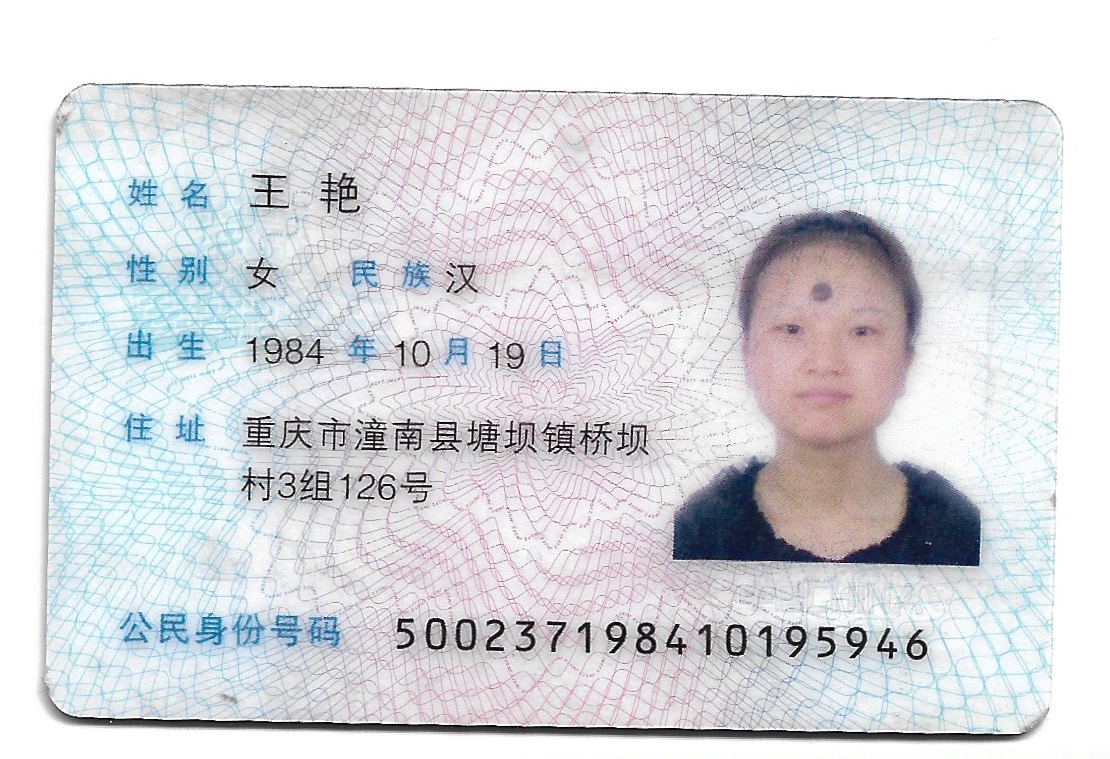 姓名 王艳
性别 女 民族 汉
出生 1984 年 10 月 19 日
住址 重庆市潼南县塘坝镇桥坝
村3组126号
公民身份号码 500237198410195946